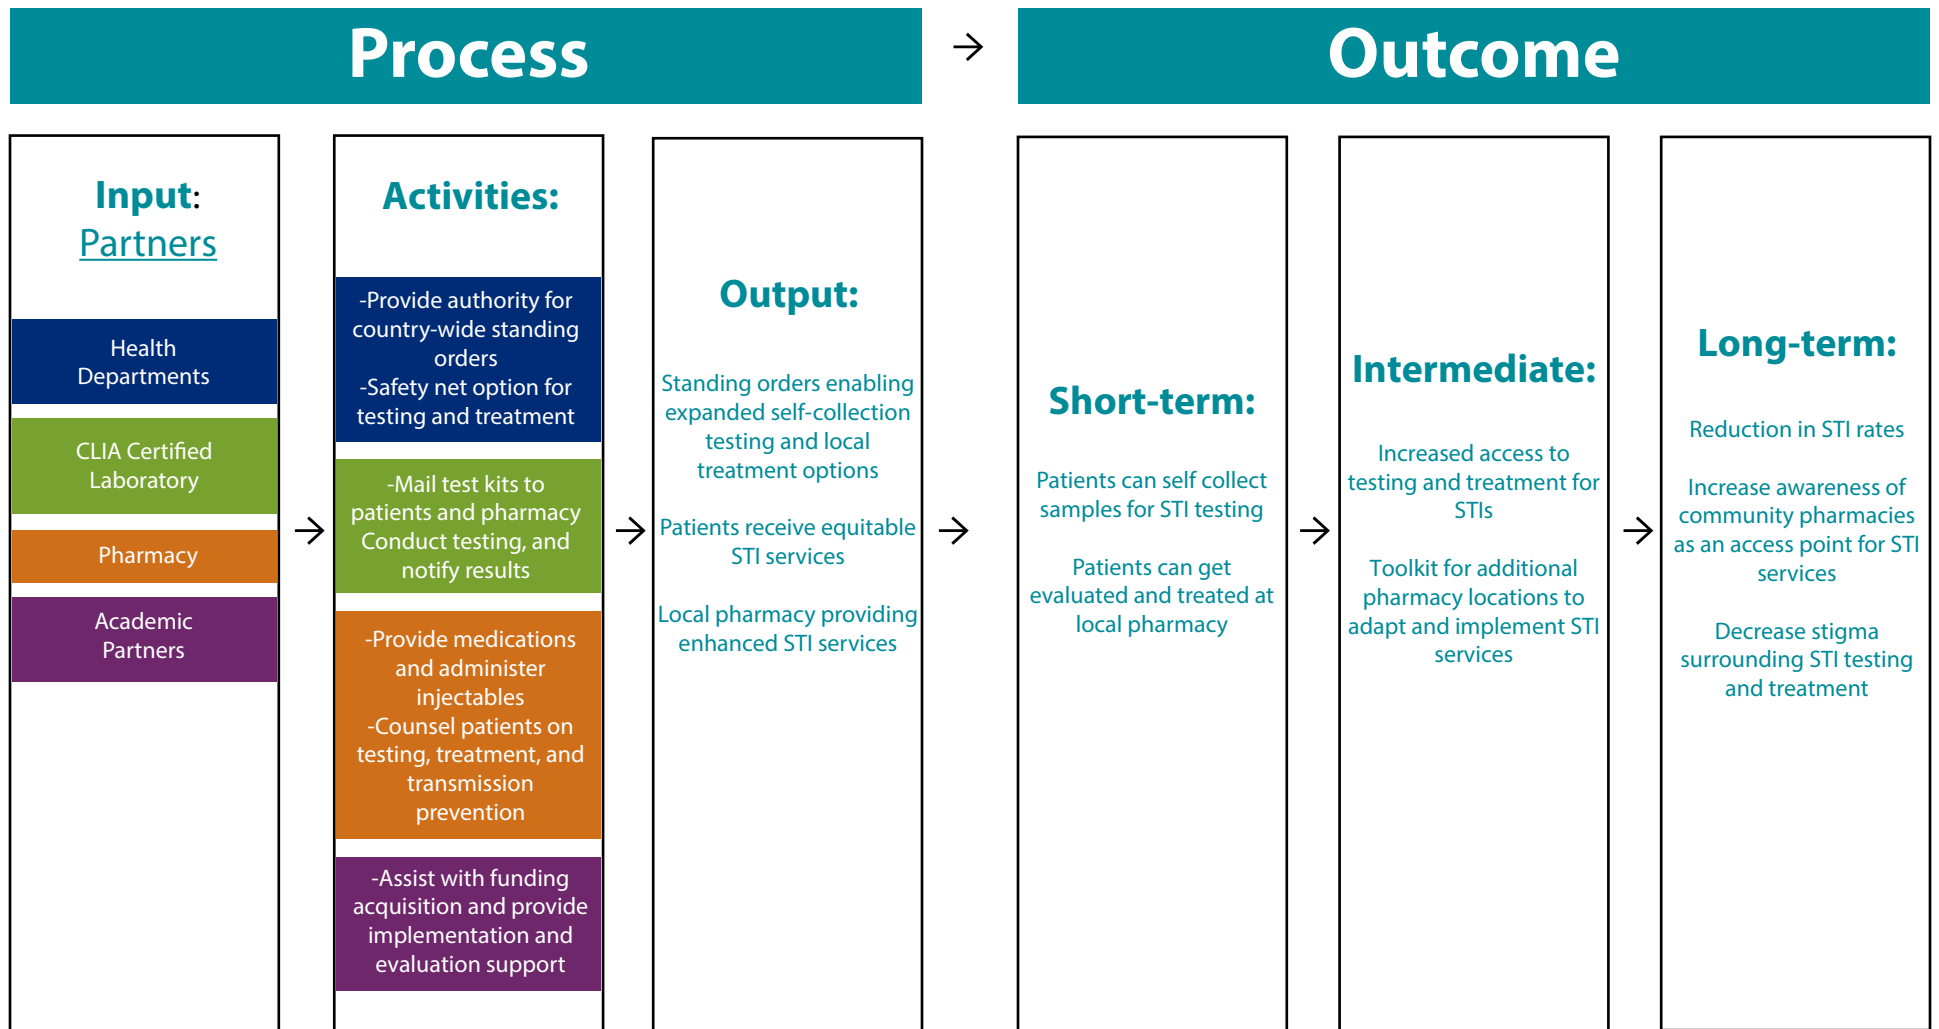 Process
→
Outcome
Input:
Partners
Health
Departments
CLIA Certified
Laboratory
Pharmacy
Academic
Partners
→
Activities:
-Provide authority for
country-wide standing
orders
-Safety net option for
testing and treatment
-Mail test kits to
patients and pharmacy
Conduct testing, and
notify results
-Provide medications
and administer
injectables
-Counsel patients on
testing, treatment, and
transmission
prevention
-Assist with funding
acquisition and provide
implementation and
evaluation support
→
Output:
Standing orders enabling
expanded self-collection
testing and local
treatment options
Patients receive equitable
STI services
Local pharmacy providing
enhanced STI services
→
Short-term:
Patients can self collect
samples for STI testing
Patients can get
evaluated and treated at
local pharmacy
→
Intermediate:
Increased access to
testing and treatment for
STIs
Toolkit for additional
pharmacy locations to
adapt and implement STI
services
→
Long-term:
Reduction in STI rates
Increase awareness of
community pharmacies
as an access point for STI
services
Decrease stigma
surrounding STI testing
and treatment